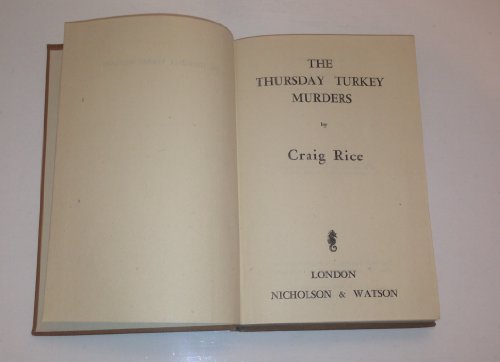 THE
THURSDAY TURKEY
MURDERS
by
Craig Rice
LONDON
NICHOLSON & WATSON